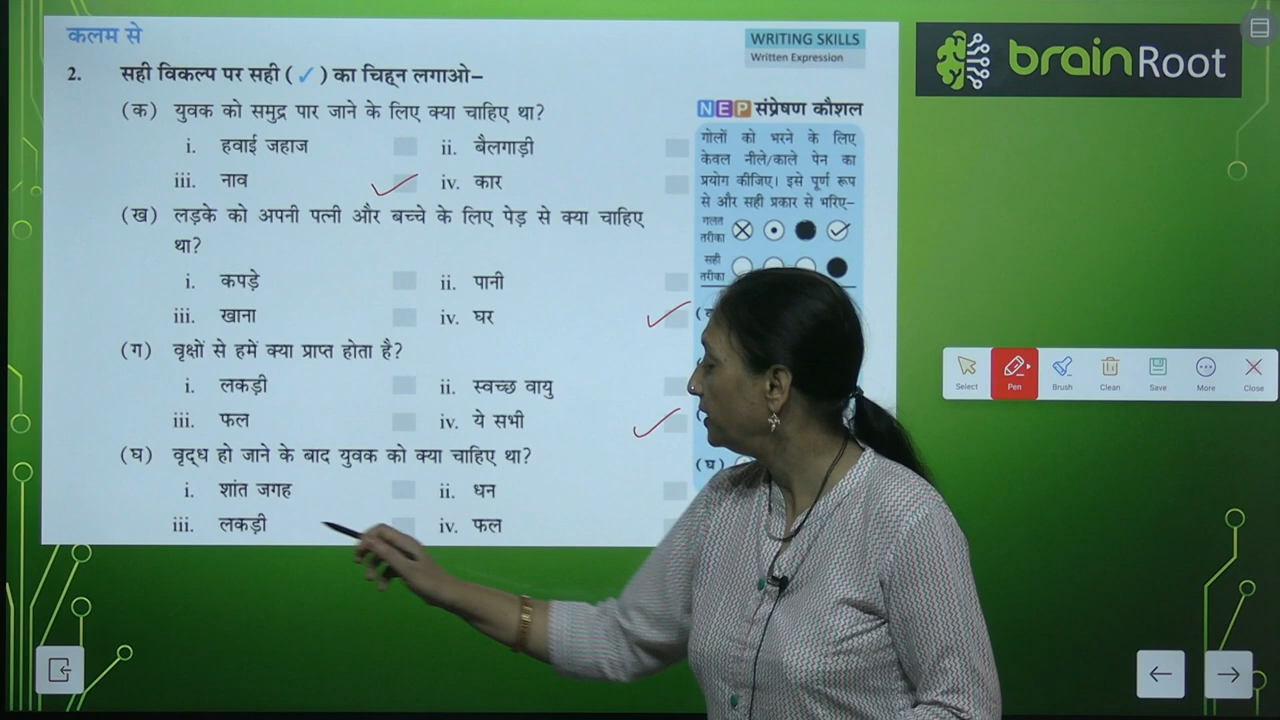 कलम से
WRITING SKILLS
Written Expression
2. सही विकल्प पर सही ( ✓ ) का चिह्न लगाओ–
(क) युवक को समुद्र पार जाने के लिए क्या चाहिए था?
i. हवाई जहाज ii. बैलगाड़ी
iii. नाव iv. कार
(ख) लड़के को अपनी पत्नी और बच्चे के लिए पेड़ से क्या चाहिए
था?
i. कपड़े ii. पानी
iii. खाना iv. घर
(ग) वृक्षों से हमें क्या प्राप्त होता है?
i. लकड़ी ii. स्वच्छ वायु
iii. फल iv. ये सभी
(घ) वृद्ध हो जाने के बाद युवक को क्या चाहिए था?
i. शांत जगह ii. धन
iii. लकड़ी iv. फल
NEP संप्रेषण कौशल
गोलों को भरने के लिए
केवल नीले/काले पेन का
प्रयोग कीजिए। इसे पूर्ण रूप
से और सही प्रकार से भरिए–
गलत
तरीका
सही
तरीका
(घ)
brainRoot
Select Pen Brush Clean Save More Close